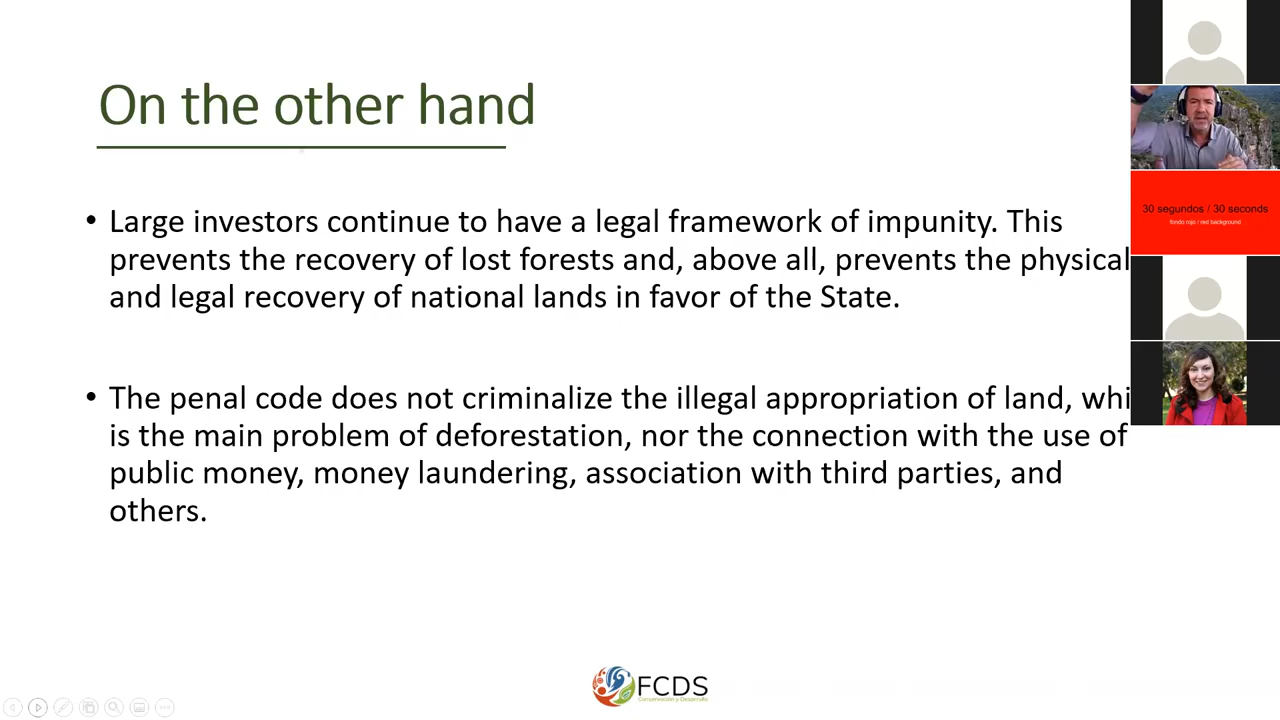 On the other hand
• Large investors continue to have a legal framework of impunity. This
prevents the recovery of lost forests and, above all, prevents the physical
and legal recovery of national lands in favor of the State.
• The penal code does not criminalize the illegal appropriation of land, whi
is the main problem of deforestation, nor the connection with the use of
public money, money laundering, association with third parties, and
others.
30 segundos / 30 seconds
fondo rojo / red background
FCDS
Conservación y Desarrollo